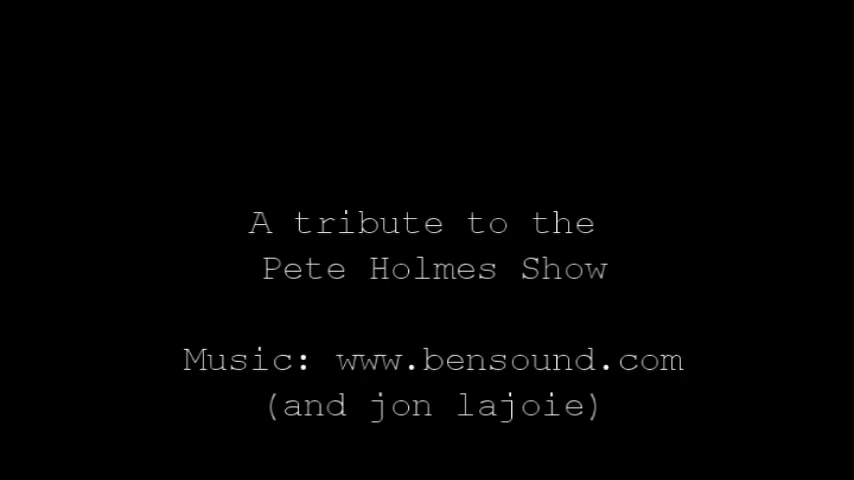 A tribute to the
Pete Holmes Show
Music: www.bensound.com
(and jon lajoie)